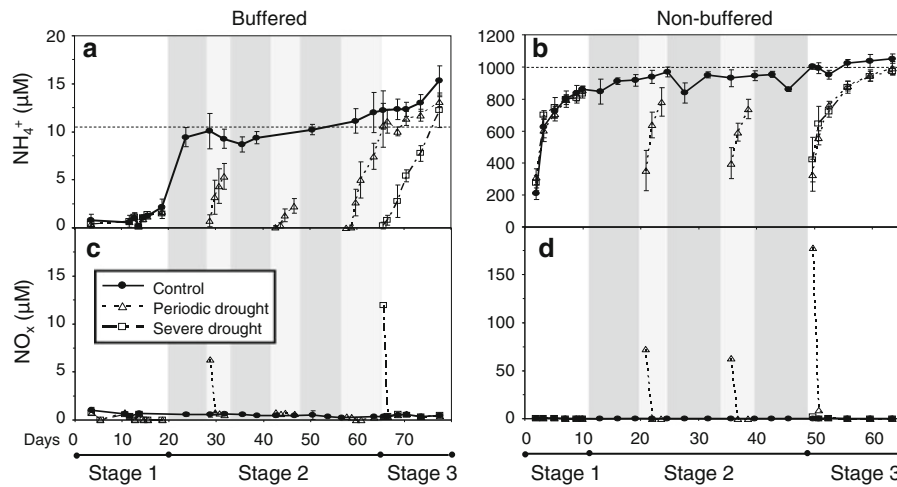 Buffered
Non-buffered
a
NH₄⁺ (µM)
20
15
10
5
0
b
1200
1000
800
600
400
200
0
c
NOₓ (µM)
15
10
5
0
Control
Periodic drought
Severe drought
d
150
100
50
0
Days 0 10 20 30 40 50 60 70
0 10 20 30 40 50 60
Stage 1 Stage 2 Stage 3
Stage 1 Stage 2 Stage 3